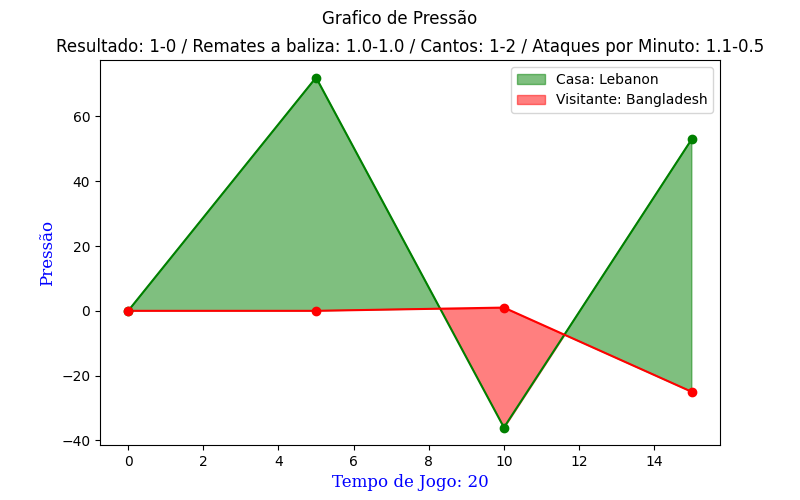 Grafico de Pressão
Resultado: 1-0 / Remates a baliza: 1.0-1.0 / Cantos: 1-2 / Ataques por Minuto: 1.1-0.5
Casa: Lebanon
Visitante: Bangladesh
Pressão
60
40
20
0
−20
−40
0 2 4 6 8 10 12 14
Tempo de Jogo: 20